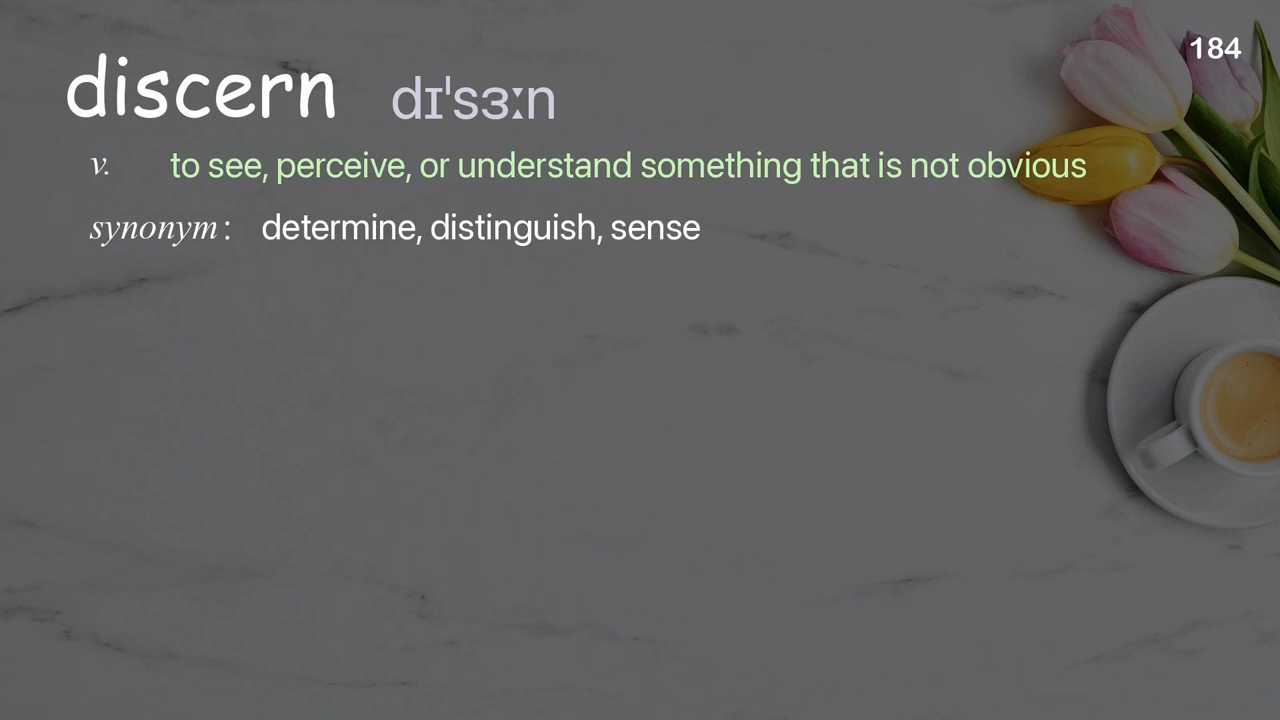 184
discern dɪˈsɜːn
v. to see, perceive, or understand something that is not obvious
synonym : determine, distinguish, sense